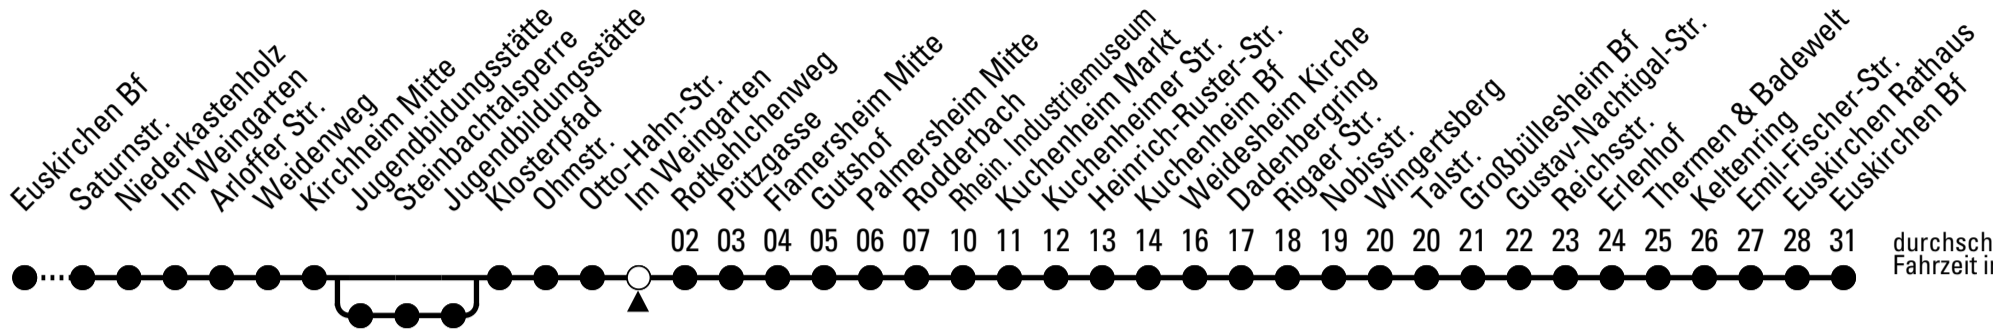 Euskirchen Bf
Saturnstr.
Niederkastenholz
Im Weingarten
Arloffer Str.
Weidenweg
Kirchheim Mitte
Jugendbildungsstätte
Steinbachtalsperre
Jugendbildungsstätte
Klosterpfad
Ohmstr.
Otto-Hahn-Str.
Im Weingarten
Rotkehlchenweg
Pützgasse
Flamersheim Mitte
Gutshof
Palmersheim Mitte
Rodderbach
Rhein. Industriemuseum
Kuchenheim Markt
Kuchenheimer Str.
Heinrich-Ruster-Str.
Kuchenheim Bf
Weidesheim Kirche
Dadenbergring
Rigaer Str.
Nobisstr.
Wingertsberg
Talstr.
Großbüllesheim Bf
Gustav-Nachtigal-Str.
Reichsstr.
Erlenhof
Thermen & Badewelt
Keltenring
Emil-Fischer-Str.
Euskirchen Rathaus
Euskirchen Bf
02 03 04 05 06 07 10 11 12 13 14 16 17 18 19 20 20 21 22 23 24 25 26 27 28 31
durchsch
Fahrzeit in